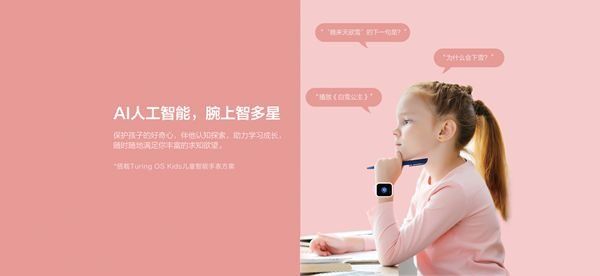 AI人工智能，腕上智多星
保护孩子的好奇心，伴他认知探索，助力学习成长，
随时随地满足你丰富的求知欲望。
*搭载Turing OS Kids儿童智能手表方案
“‘晚来天欲雪’的下一句是？”
“为什么会下雪？”
“播放《白雪公主》”